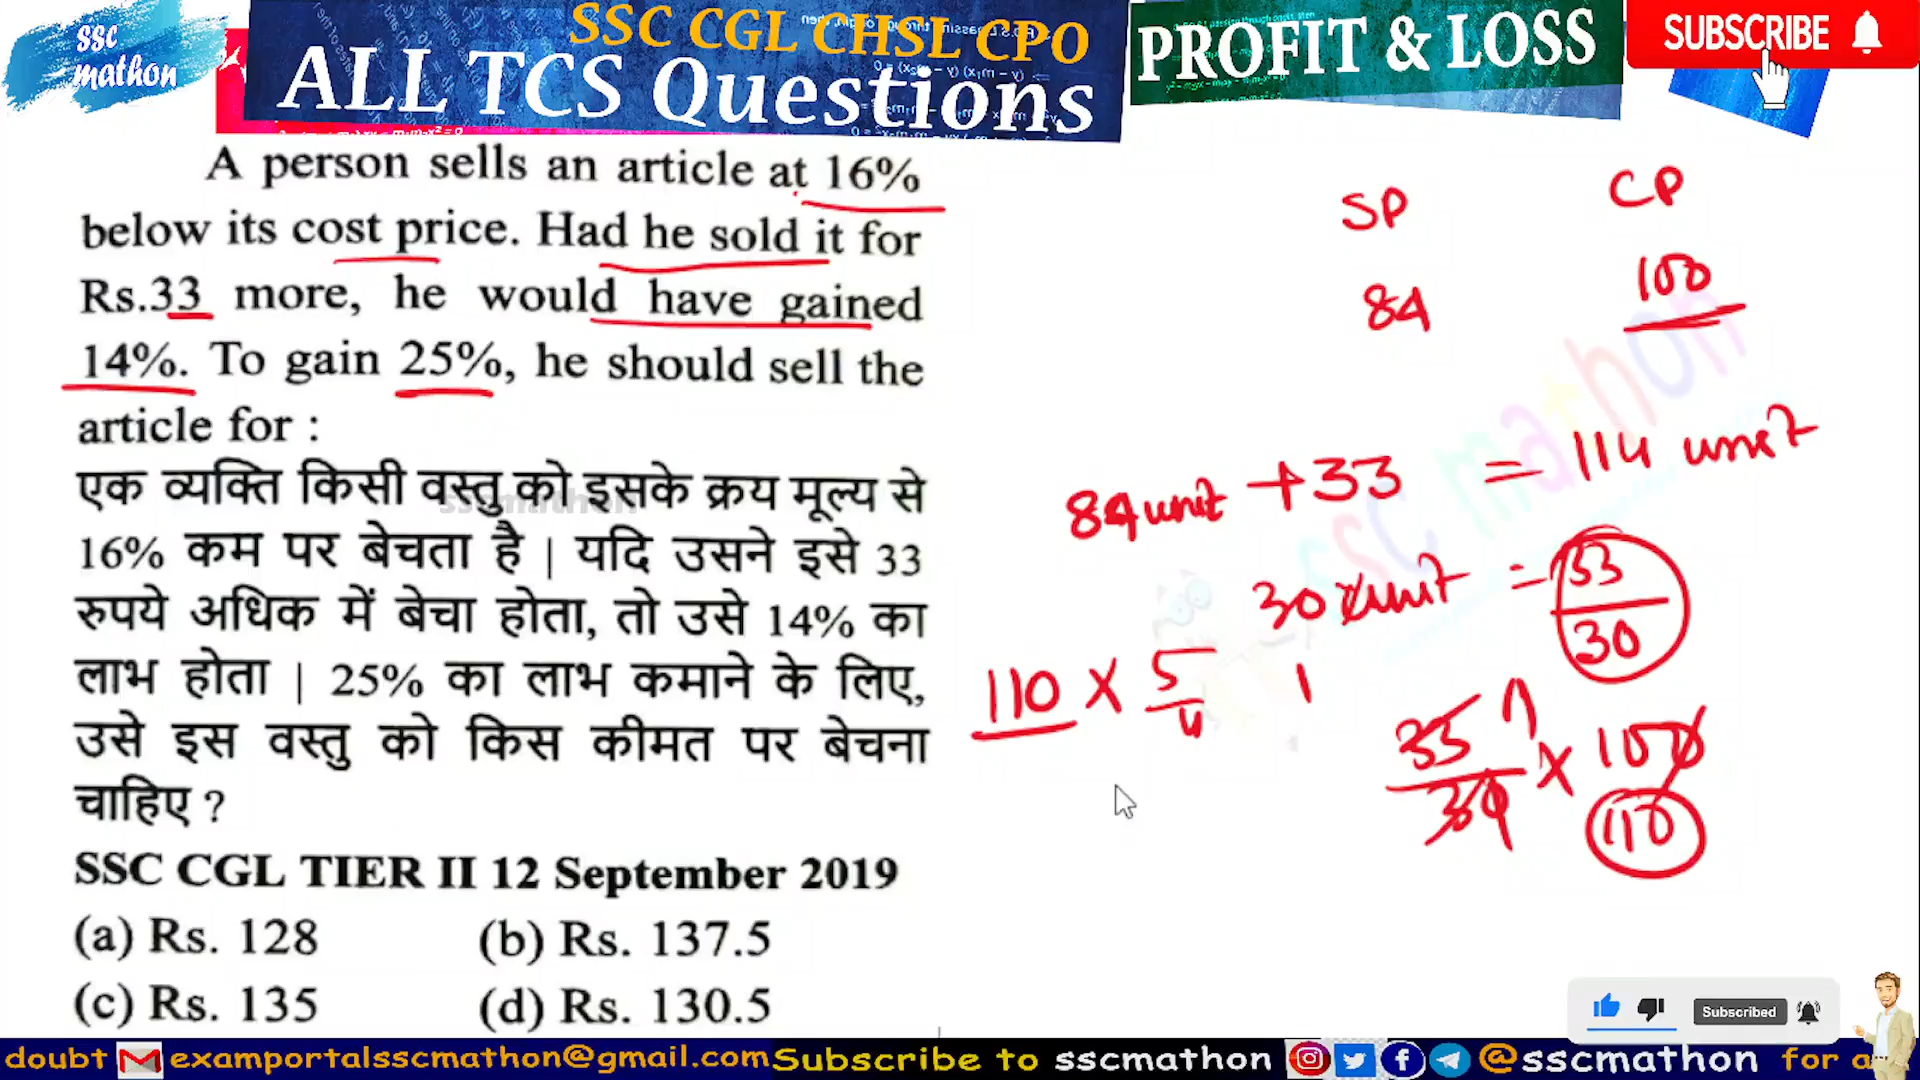 ssc
mathon
SSC CGL CHSL CPO
ALL TCS Questions
PROFIT & LOSS
SUBSCRIBE
A person sells an article at 16%
below its cost price. Had he sold it for
Rs.33 more, he would have gained
14%. To gain 25%, he should sell the
article for :
एक व्यक्ति किसी वस्तु को इसके क्रय मूल्य से
16% कम पर बेचता है | यदि उसने इसे 33
रुपये अधिक में बेचा होता, तो उसे 14% का
लाभ होता | 25% का लाभ कमाने के लिए,
उसे इस वस्तु को किस कीमत पर बेचना
चाहिए ?
SSC CGL TIER II 12 September 2019
(a) Rs. 128 (b) Rs. 137.5
(c) Rs. 135 (d) Rs. 130.5
SP CP
84 100
84 unit + 33 = 114 unit
30 unit = 33/30
110 × 5/4 1
33/30 × 100
110
ssc mathon
sscmathon
Subscribed
doubt examportalsscmathon@gmail.com Subscribe to sscmathon @sscmathon for a